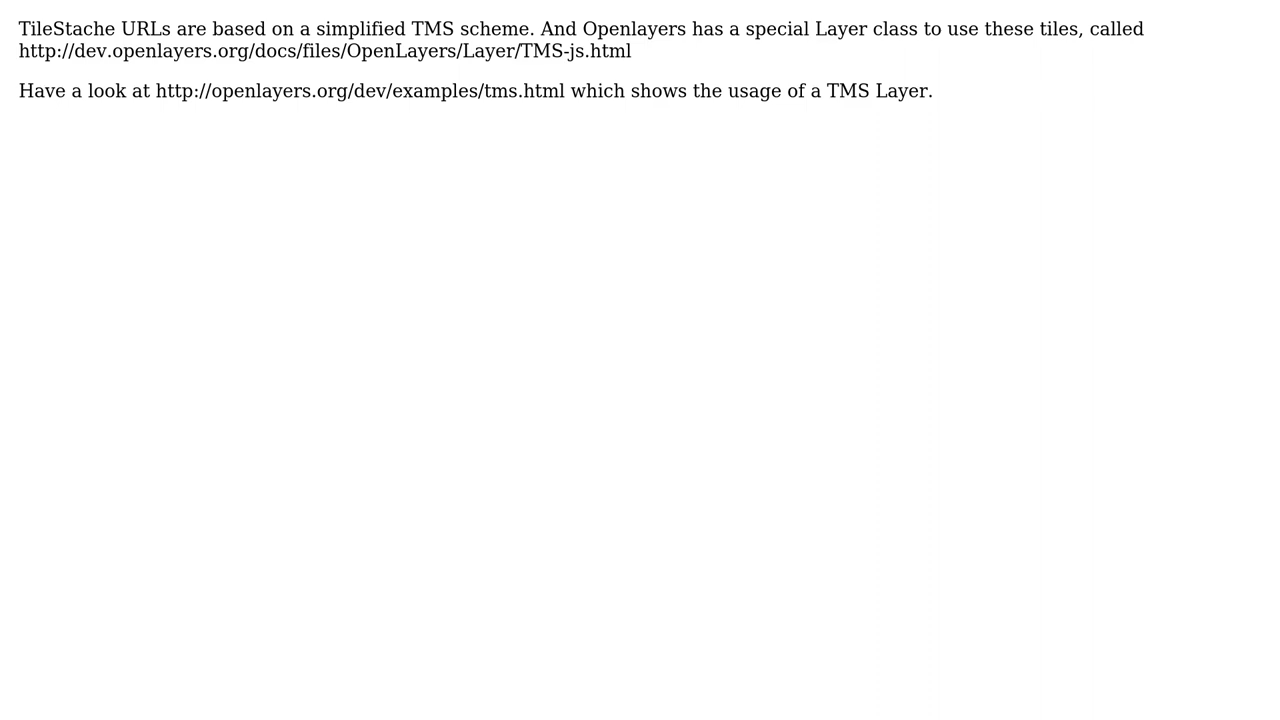 TileStache URLs are based on a simplified TMS scheme. And Openlayers has a special Layer class to use these tiles, called
http://dev.openlayers.org/docs/files/OpenLayers/Layer/TMS-js.html
Have a look at http://openlayers.org/dev/examples/tms.html which shows the usage of a TMS Layer.